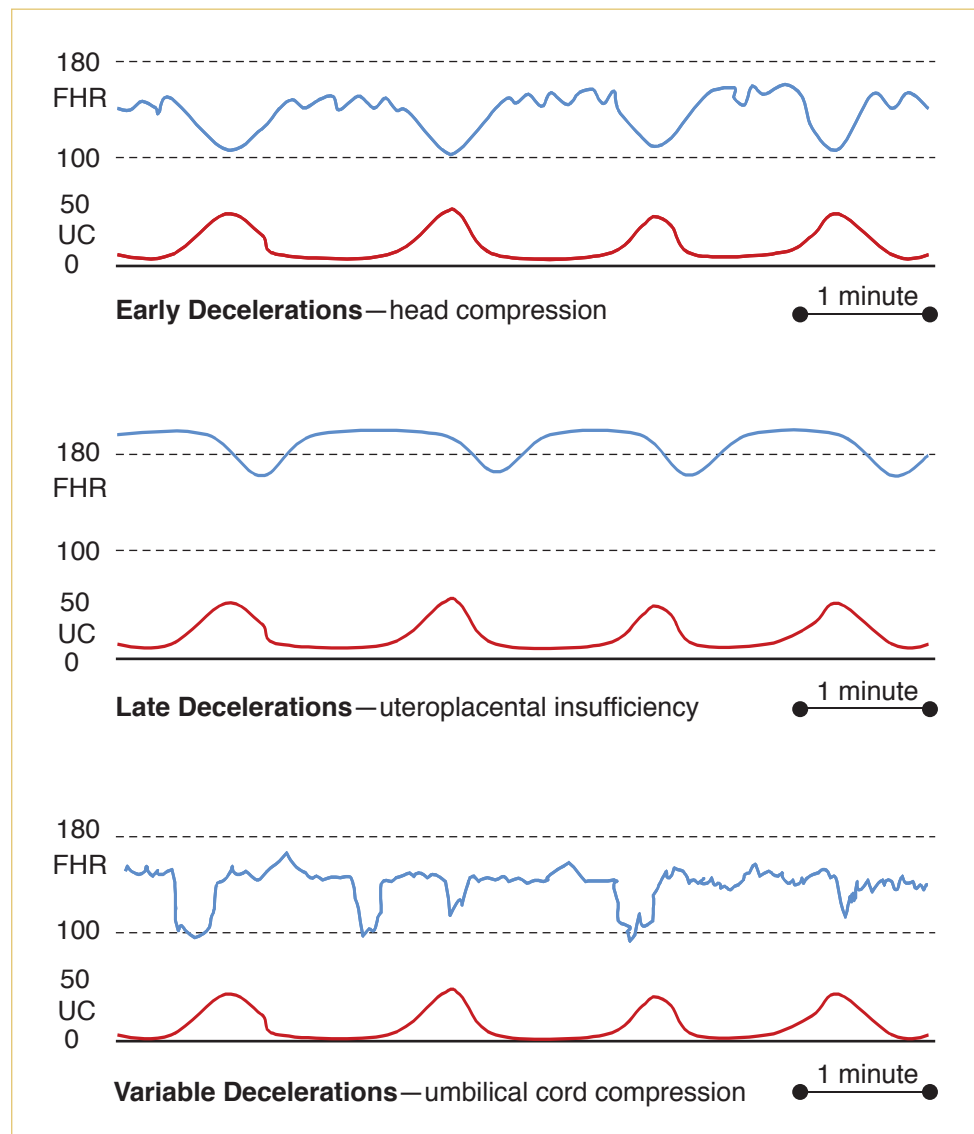 180
FHR
100
50
UC
0
Early Decelerations—head compression
1 minute
180
FHR
100
50
UC
0
Late Decelerations—uteroplacental insufficiency
1 minute
180
FHR
100
50
UC
0
Variable Decelerations—umbilical cord compression
1 minute